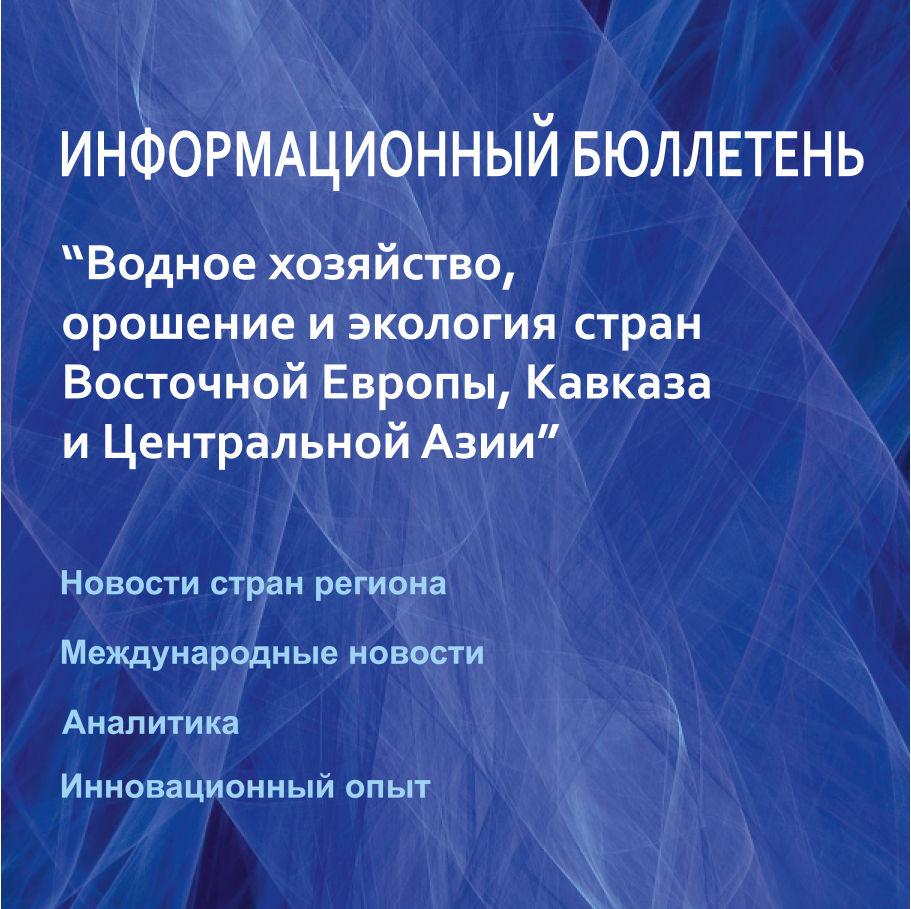 ИНФОРМАЦИОННЫЙ БЮЛЛЕТЕНЬ
“Водное хозяйство,
орошение и экология стран
Восточной Европы, Кавказа
и Центральной Азии”
Новости стран региона
Международные новости
Аналитика
Инновационный опыт